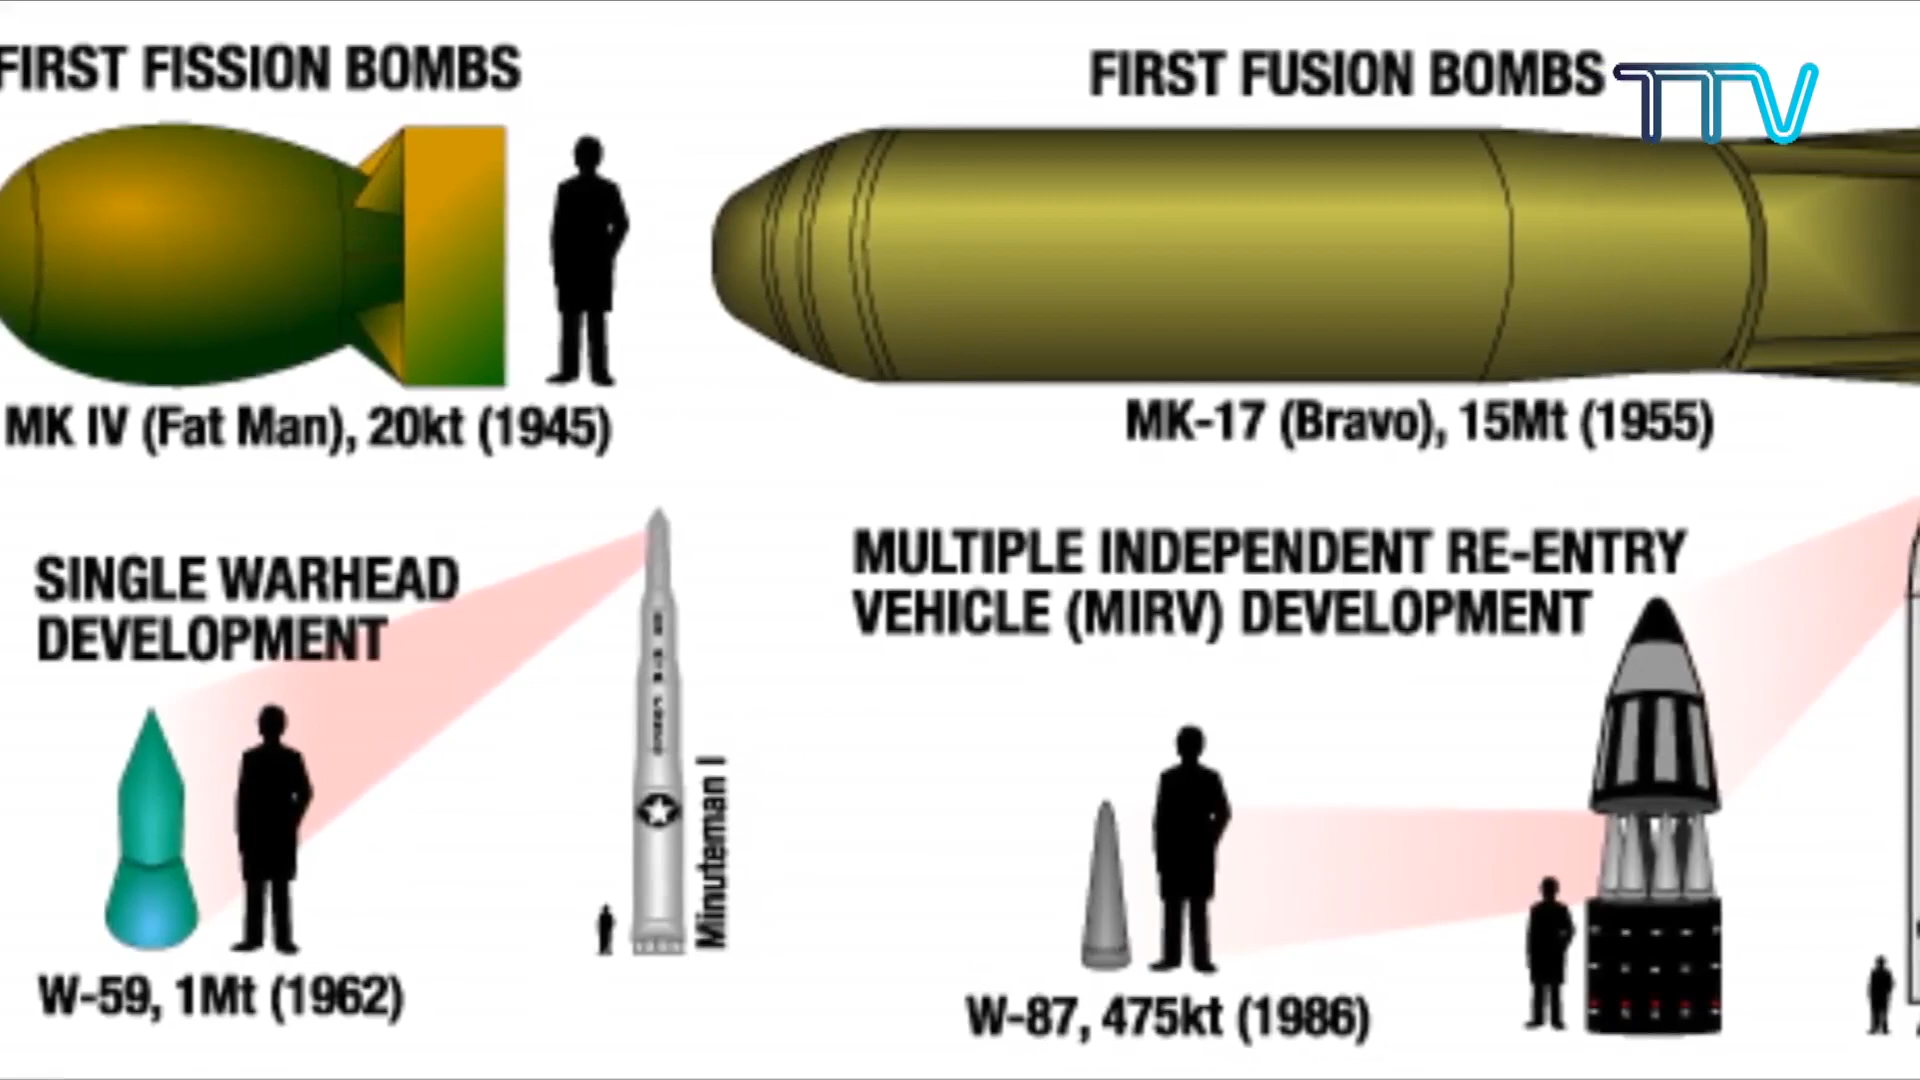 FIRST FISSION BOMBS
FIRST FUSION BOMBS
TTV
MK IV (Fat Man), 20kt (1945)
MK-17 (Bravo), 15Mt (1955)
SINGLE WARHEAD
DEVELOPMENT
MULTIPLE INDEPENDENT RE-ENTRY
VEHICLE (MIRV) DEVELOPMENT
Minuteman I
W-59, 1Mt (1962)
W-87, 475kt (1986)